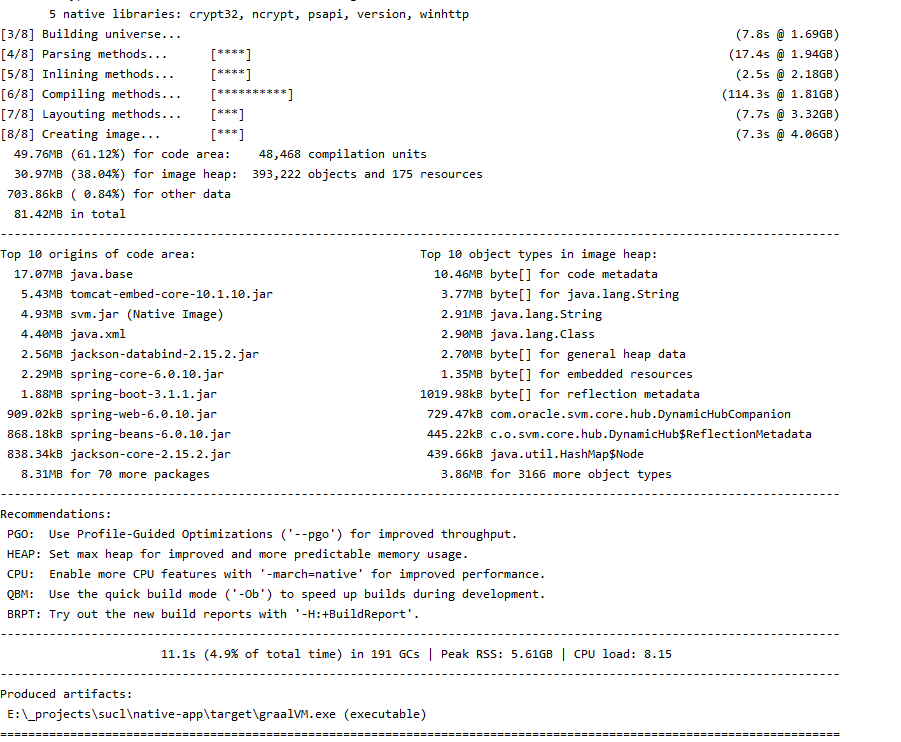 5 native libraries: crypt32, ncrypt, psapi, version, winhttp
[3/8] Building universe... (7.8s @ 1.69GB)
[4/8] Parsing methods... [****] (17.4s @ 1.94GB)
[5/8] Inlining methods... [****] (2.5s @ 2.18GB)
[6/8] Compiling methods... [**********] (114.3s @ 1.81GB)
[7/8] Layouting methods... [***] (7.7s @ 3.32GB)
[8/8] Creating image... [***] (7.3s @ 4.06GB)
49.76MB (61.12%) for code area: 48,468 compilation units
30.97MB (38.04%) for image heap: 393,222 objects and 175 resources
703.86kB ( 0.84%) for other data
81.42MB in total
------------------------------------------------------------------------------------------------------------------------
Top 10 origins of code area: Top 10 object types in image heap:
17.07MB java.base 10.46MB byte[] for code metadata
5.43MB tomcat-embed-core-10.1.10.jar 3.77MB byte[] for java.lang.String
4.93MB svm.jar (Native Image) 2.91MB java.lang.String
4.40MB java.xml 2.90MB java.lang.Class
2.56MB jackson-databind-2.15.2.jar 2.70MB byte[] for general heap data
2.29MB spring-core-6.0.10.jar 1.35MB byte[] for embedded resources
1.88MB spring-boot-3.1.1.jar 1019.98kB byte[] for reflection metadata
909.02kB spring-web-6.0.10.jar 729.47kB com.oracle.svm.core.hub.DynamicHubCompanion
868.18kB spring-beans-6.0.10.jar 445.22kB c.o.svm.core.hub.DynamicHub$ReflectionMetadata
838.34kB jackson-core-2.15.2.jar 439.66kB java.util.HashMap$Node
8.31MB for 70 more packages 3.86MB for 3166 more object types
------------------------------------------------------------------------------------------------------------------------
Recommendations:
PGO: Use Profile-Guided Optimizations ('--pgo') for improved throughput.
HEAP: Set max heap for improved and more predictable memory usage.
CPU: Enable more CPU features with '-march=native' for improved performance.
QBM: Use the quick build mode ('-Ob') to speed up builds during development.
BRPT: Try out the new build reports with '-H:+BuildReport'.
------------------------------------------------------------------------------------------------------------------------
11.1s (4.9% of total time) in 191 GCs | Peak RSS: 5.61GB | CPU load: 8.15
------------------------------------------------------------------------------------------------------------------------
Produced artifacts:
E:\_projects\sucl\native-app\target\graalVM.exe (executable)
========================================================================================================================